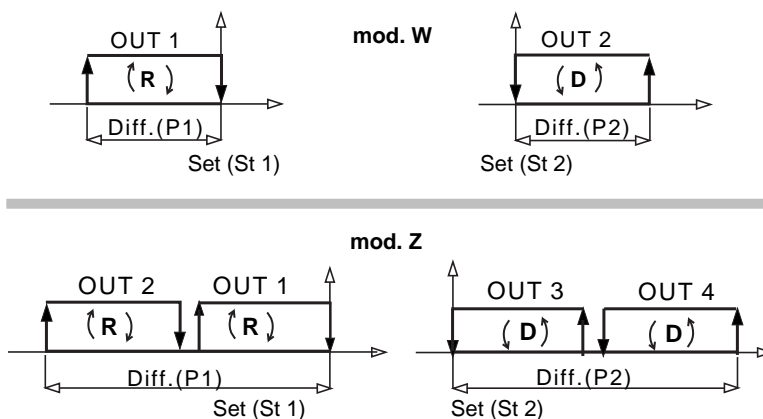 OUT 1
mod. W
OUT 2
R
D
Diff.(P1)
Diff.(P2)
Set (St 1)
Set (St 2)
mod. Z
OUT 2
OUT 1
OUT 3
OUT 4
R
R
D
D
Diff.(P1)
Diff.(P2)
Set (St 1)
Set (St 2)